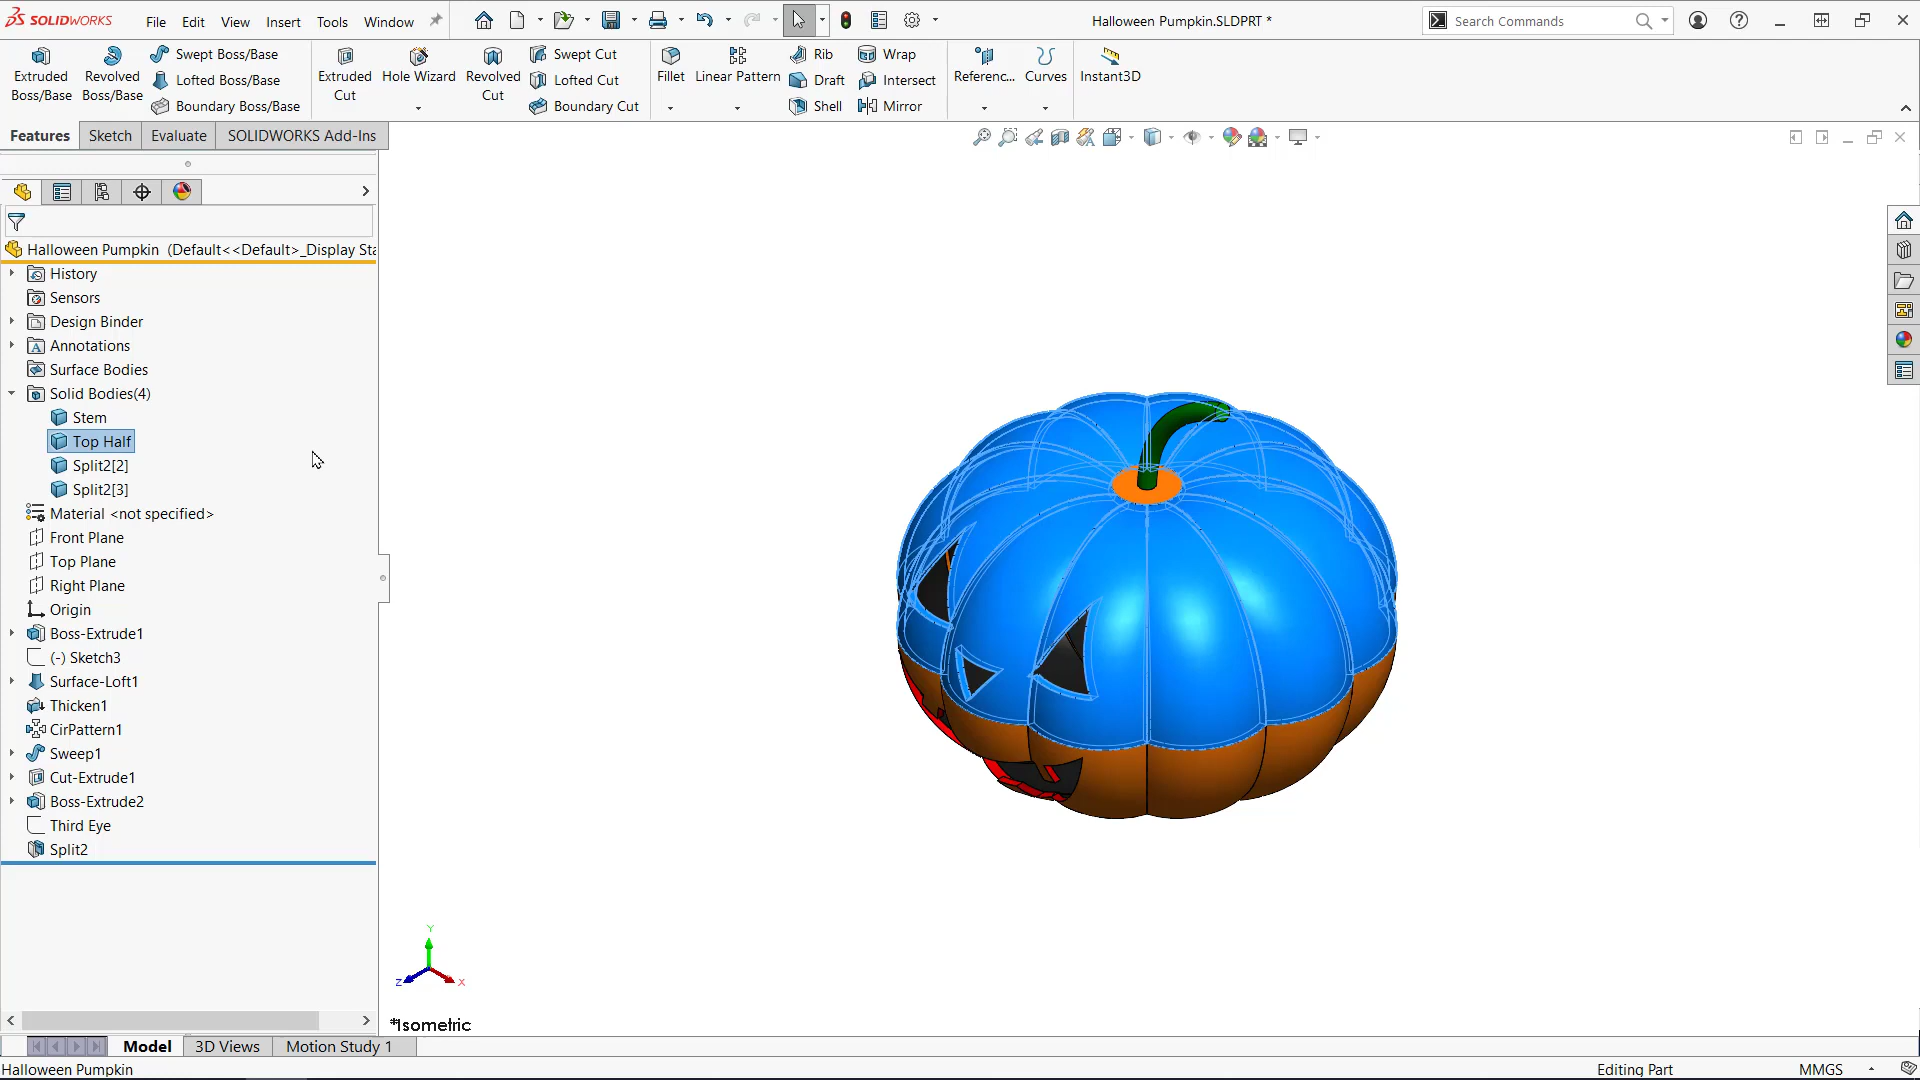 SOLIDWORKS File Edit View Insert Tools Window Halloween Pumpkin.SLDPRT * Search Commands
Extruded Boss/Base
Revolved Boss/Base
Swept Boss/Base
Lofted Boss/Base
Boundary Boss/Base
Extruded Cut
Hole Wizard
Revolved Cut
Swept Cut
Lofted Cut
Boundary Cut
Fillet
Linear Pattern
Rib
Draft
Shell
Wrap
Intersect
Mirror
Referenc...
Curves
Instant3D
Features Sketch Evaluate SOLIDWORKS Add-Ins
Halloween Pumpkin (Default<<Default>_Display Sta
History
Sensors
Design Binder
A Annotations
Surface Bodies
Solid Bodies(4)
Stem
Top Half
Split2[2]
Split2[3]
Material <not specified>
Front Plane
Top Plane
Right Plane
Origin
Boss-Extrude1
(-) Sketch3
Surface-Loft1
Thicken1
CirPattern1
Sweep1
Cut-Extrude1
Boss-Extrude2
Third Eye
Split2
Y
Z
X
*Isometric
Model 3D Views Motion Study 1
Halloween Pumpkin Editing Part MMGS